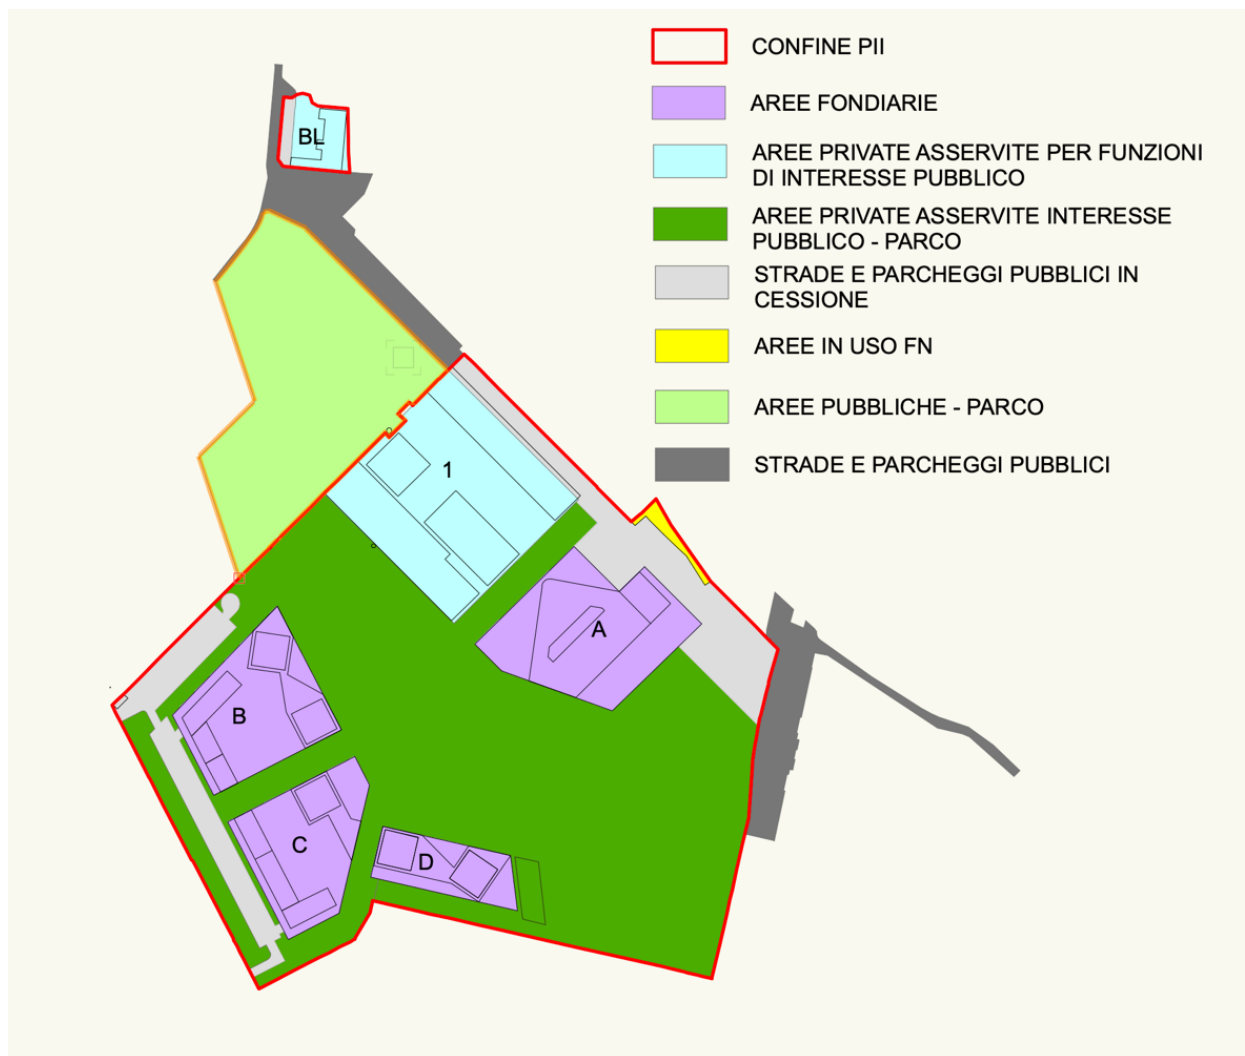 CONFINE PII
AREE FONDIARIE
AREE PRIVATE ASSERVITE PER FUNZIONI
DI INTERESSE PUBBLICO
AREE PRIVATE ASSERVITE INTERESSE
PUBBLICO - PARCO
STRADE E PARCHEGGI PUBBLICI IN
CESSIONE
AREE IN USO FN
AREE PUBBLICHE - PARCO
STRADE E PARCHEGGI PUBBLICI
BL
1
A
B
C
D